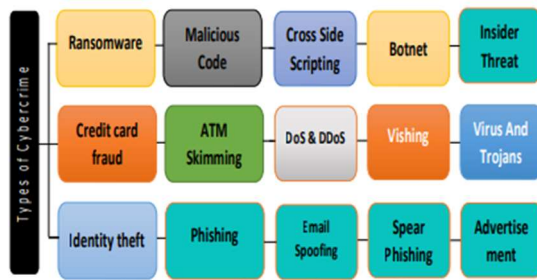 Types of Cybercrime
Ransomware
Malicious
Code
Cross Side
Scripting
Botnet
Insider
Threat
Credit card
fraud
ATM
Skimming
DoS & DDoS
Vishing
Virus And
Trojans
Identity theft
Phishing
Email
Spoofing
Spear
Phishing
Advertise
ment